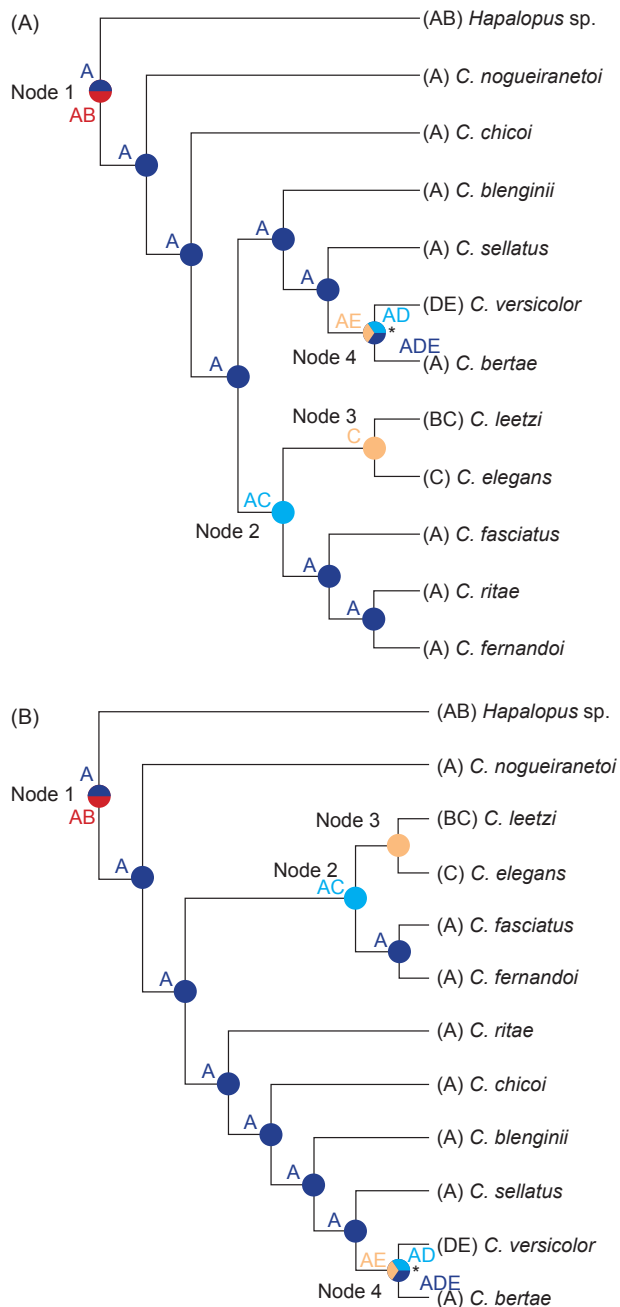 (A)
(AB) Hapalopus sp.
A
Node 1
AB
(A) C. nogueiranetoi
A
(A) C. chicoi
A
(A) C. blenginii
A
(A) C. sellatus
A
(DE) C. versicolor
AE
AD
*
ADE
Node 4
(A) C. bertae
A
Node 3
(BC) C. leetzi
C
(C) C. elegans
AC
Node 2
(A) C. fasciatus
A
(A) C. ritae
A
(A) C. fernandoi
(B)
(AB) Hapalopus sp.
A
Node 1
AB
(A) C. nogueiranetoi
A
Node 3
(BC) C. leetzi
Node 2
(C) C. elegans
AC
(A) C. fasciatus
A
(A) C. fernandoi
A
(A) C. ritae
A
(A) C. chicoi
A
(A) C. blenginii
A
(A) C. sellatus
A
(DE) C. versicolor
AE
AD
*
ADE
Node 4
(A) C. bertae